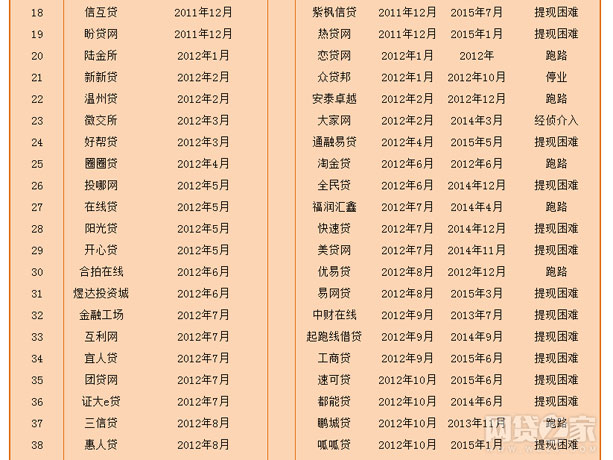 18 信互贷 2011年12月 紫枫信贷 2011年12月 2015年7月 提现困难
19 盼贷网 2011年12月 热贷网 2011年12月 2015年1月 提现困难
20 陆金所 2012年1月 恋贷网 2012年1月 2012年 跑路
21 新新贷 2012年2月 众贷邦 2012年1月 2012年10月 停业
22 温州贷 2012年2月 安泰卓越 2012年2月 2012年12月 跑路
23 徽交所 2012年3月 大家网 2012年2月 2014年3月 经侦介入
24 好帮贷 2012年3月 通融易贷 2012年4月 2015年5月 提现困难
25 圈圈贷 2012年4月 淘金贷 2012年6月 2012年6月 跑路
26 投哪网 2012年5月 全民贷 2012年6月 2014年12月 提现困难
27 在线贷 2012年5月 福润汇鑫 2012年7月 2014年4月 跑路
28 阳光贷 2012年5月 快速贷 2012年7月 2014年6月 提现困难
29 开心贷 2012年5月 美贷网 2012年7月 2014年11月 提现困难
30 合拍在线 2012年6月 优易贷 2012年8月 2012年12月 跑路
31 煜达投资城 2012年6月 易网贷 2012年8月 2015年3月 提现困难
32 金融工场 2012年7月 中财在线 2012年9月 2013年7月 提现困难
33 互利网 2012年7月 起跑线借贷 2012年9月 2014年9月 提现困难
34 宜人贷 2012年7月 工商贷 2012年9月 2015年6月 提现困难
35 团贷网 2012年7月 速可贷 2012年10月 2015年6月 提现困难
36 证大e贷 2012年7月 都能贷 2012年10月 2014年6月 提现困难
37 三信贷 2012年8月 鹏城贷 2012年10月 2013年11月 跑路
38 惠人贷 2012年8月 呱呱贷 2012年10月 2015年1月 提现困难
网贷之家